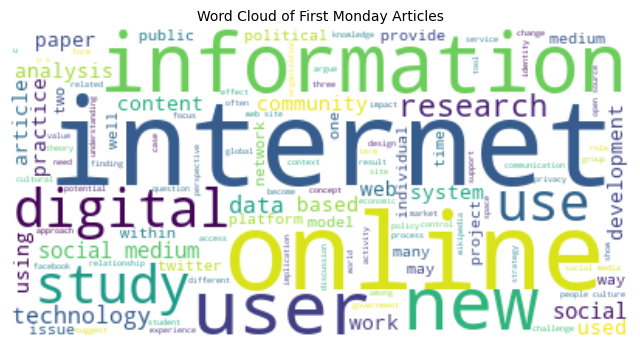 Word Cloud of First Monday Articles
u
public
political
knowledge
service
change
paper
provide
medium
form
information
argue
tool
identity
analysis
related
effect
three
article
practice
two
value
theory
need
understanding
finding
content
well
often
focus
web site
community
network
one
impact
research
individual
time
design
result
site
communication
privacy
open source
role
group
development
case
perspective
global
context
term
support
internet
cultural
potential
question
become
concept
economic
market
space
digital
data
based
web
system
use
platform
model
project
wikipedia
policy
control
process
show
using
approach
within
access
activity
online
social medium
facebook
relationship
twitter
different
implication
discussion
world
many
may
strategy
social media
way
people
culture
study
among
government
user
new
technology
issue
suggest
student
experience
work
social
challenge
used